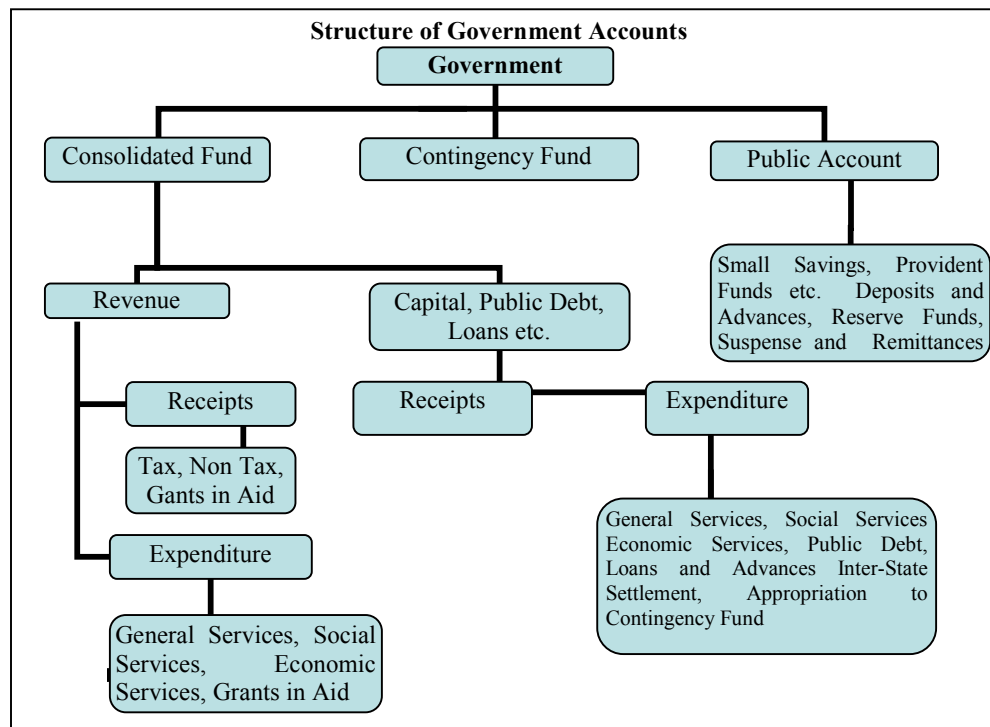 Structure of Government Accounts
Government
Consolidated Fund
Contingency Fund
Public Account
Small Savings, Provident
Funds etc. Deposits and
Advances, Reserve Funds,
Suspense and Remittances
Revenue
Capital, Public Debt,
Loans etc.
Receipts
Receipts
Expenditure
Tax, Non Tax,
Gants in Aid
General Services, Social Services
Economic Services, Public Debt,
Loans and Advances Inter-State
Settlement, Appropriation to
Contingency Fund
Expenditure
General Services, Social
Services, Economic
Services, Grants in Aid